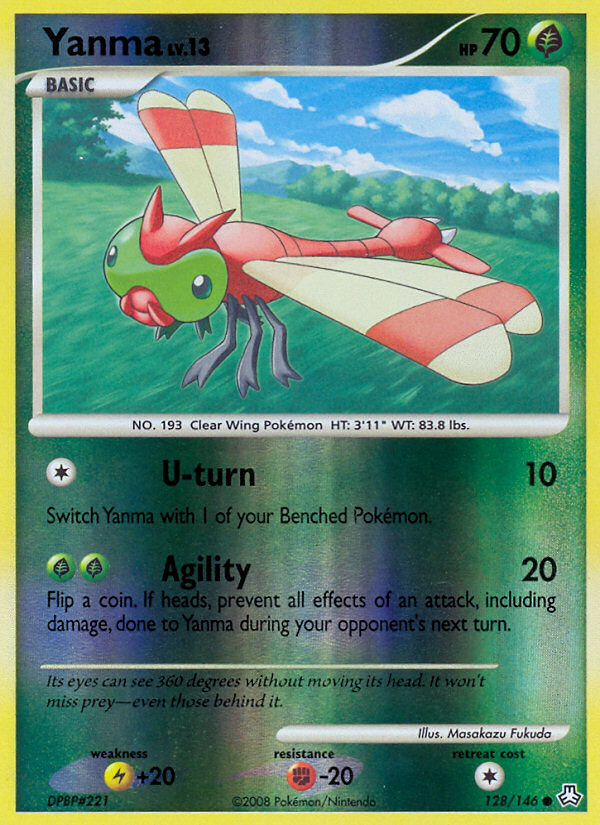 Yanma LV.13
HP 70
BASIC
NO. 193 Clear Wing Pokémon HT: 3'11" WT: 83.8 lbs.
U-turn 10
Switch Yanma with 1 of your Benched Pokémon.
Agility 20
Flip a coin. If heads, prevent all effects of an attack, including
damage, done to Yanma during your opponent's next turn.
Its eyes can see 360 degrees without moving its head. It won't
miss prey—even those behind it.
Illus. Masakazu Fukuda
weakness resistance retreat cost
+20 -20
DPBP#221 ©2008 Pokémon/Nintendo 128/146